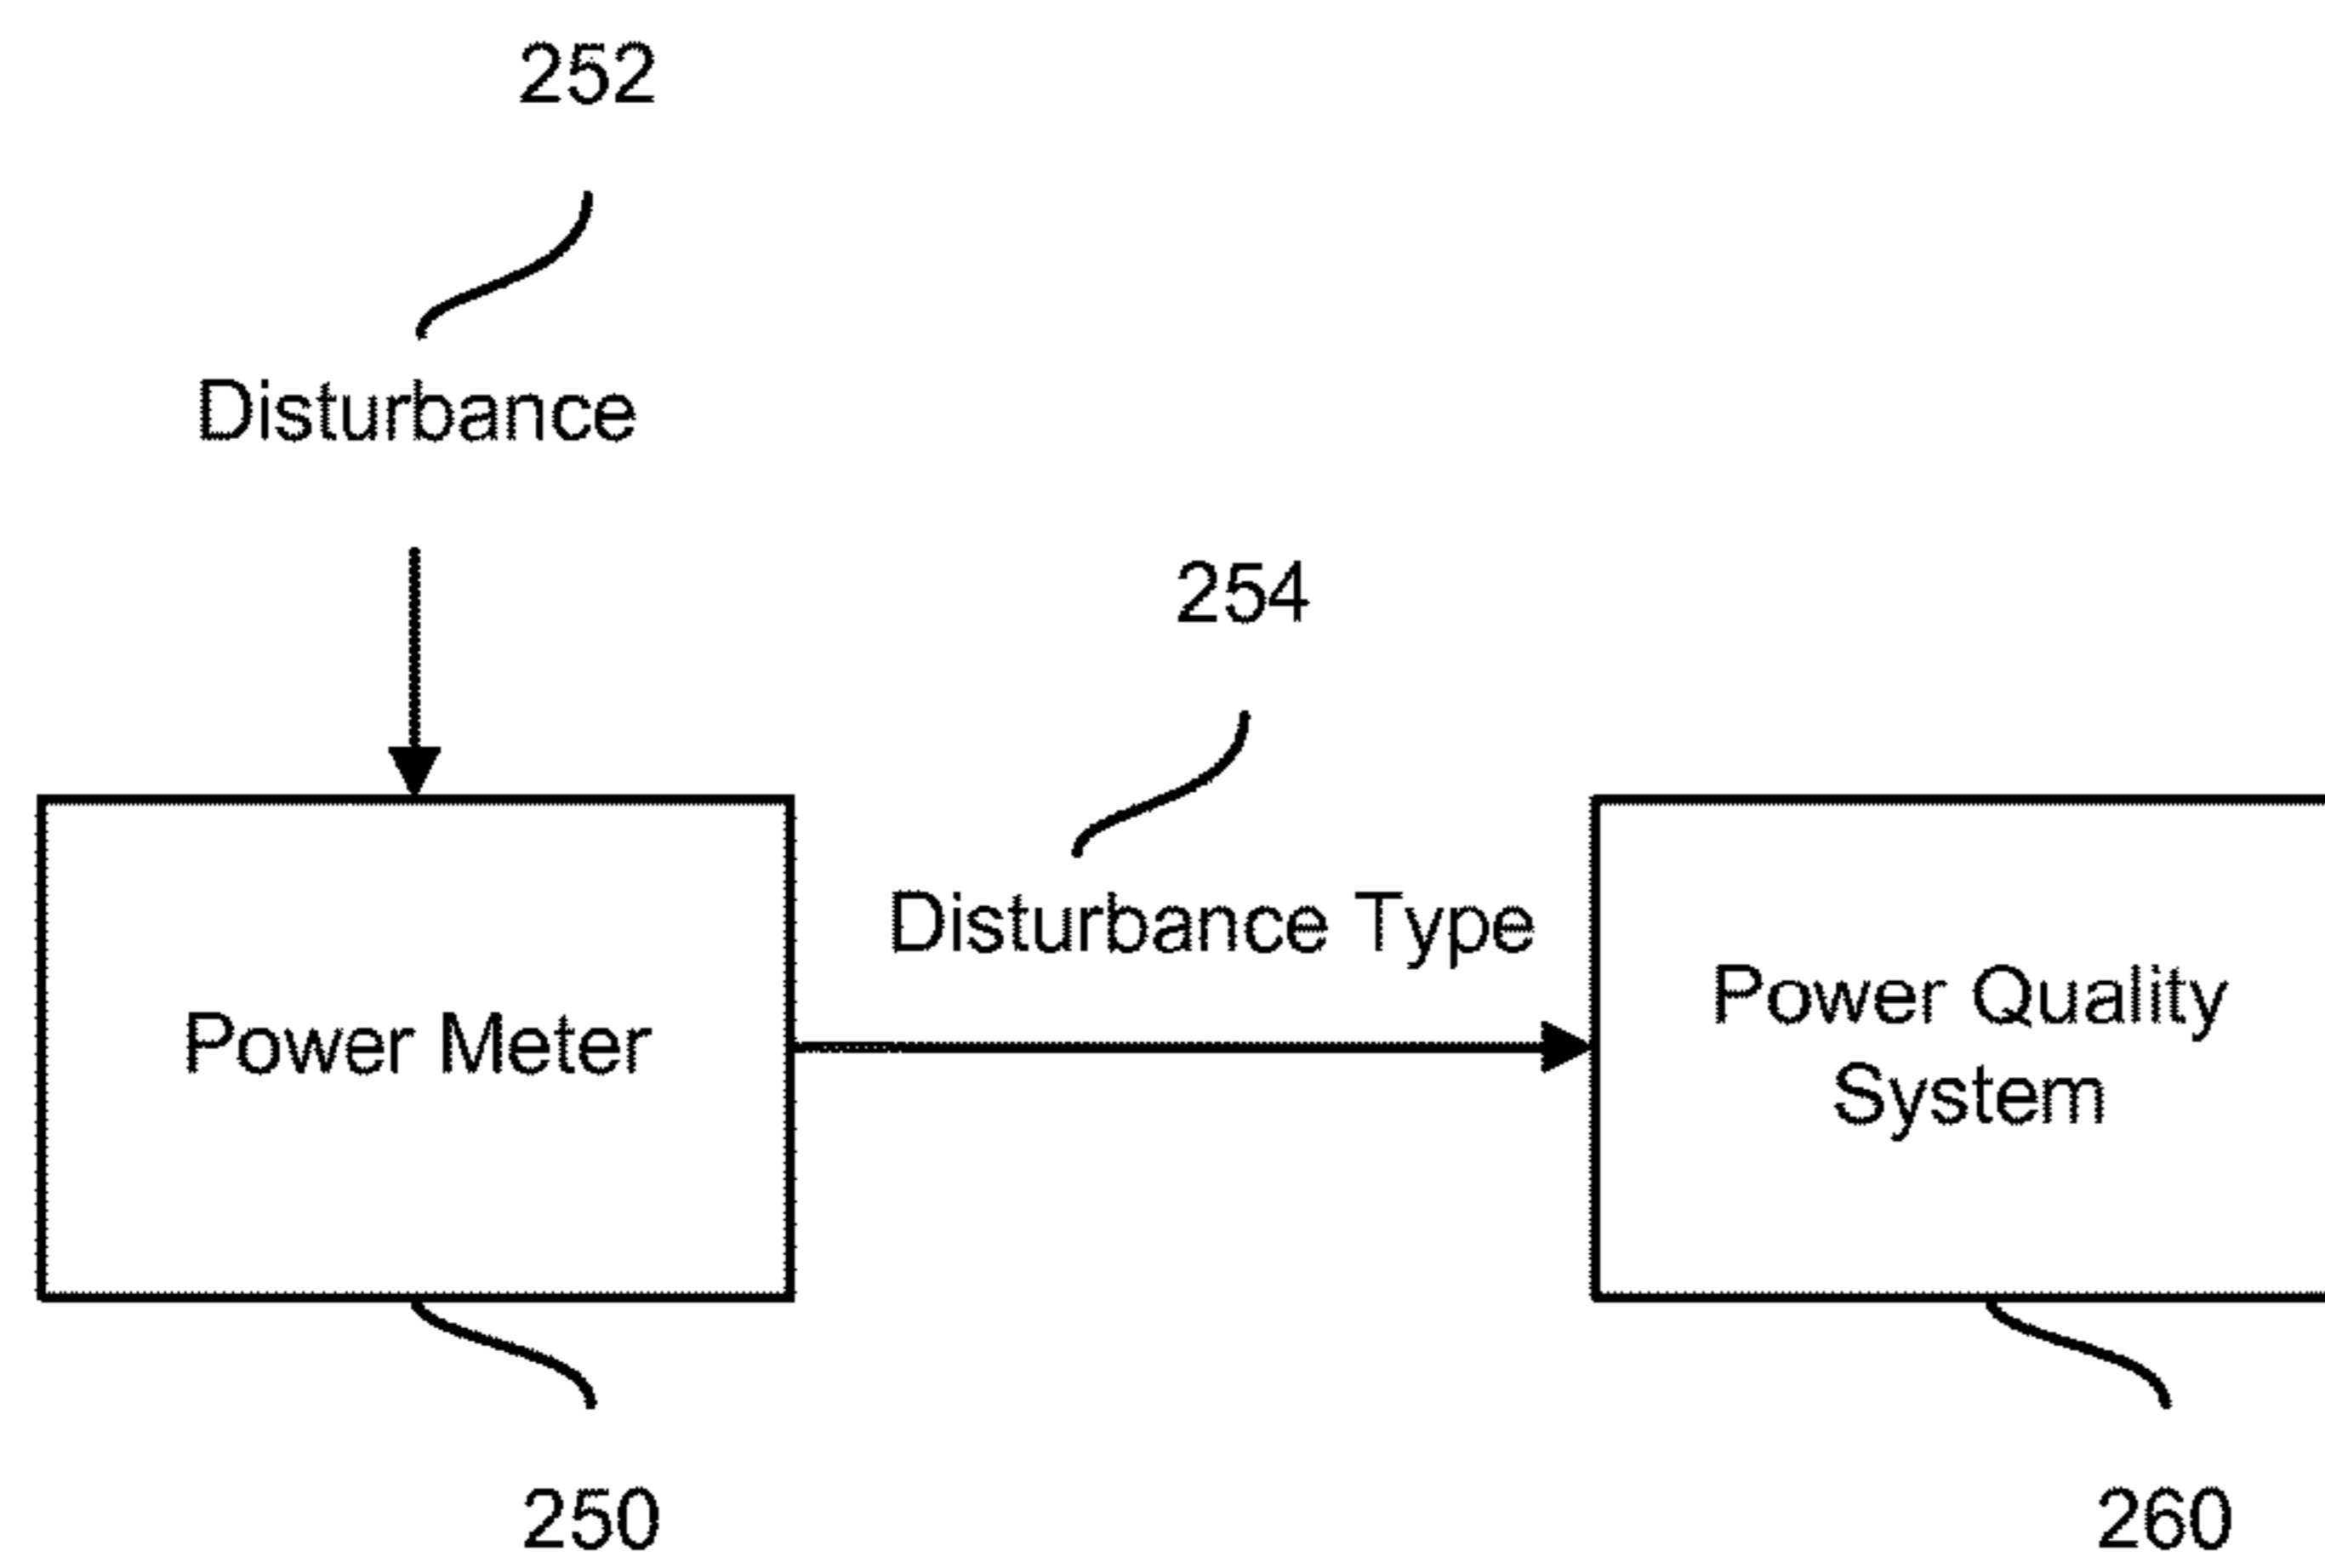 252
Disturbance
254
Disturbance Type
Power Meter
Power Quality
System
250
260